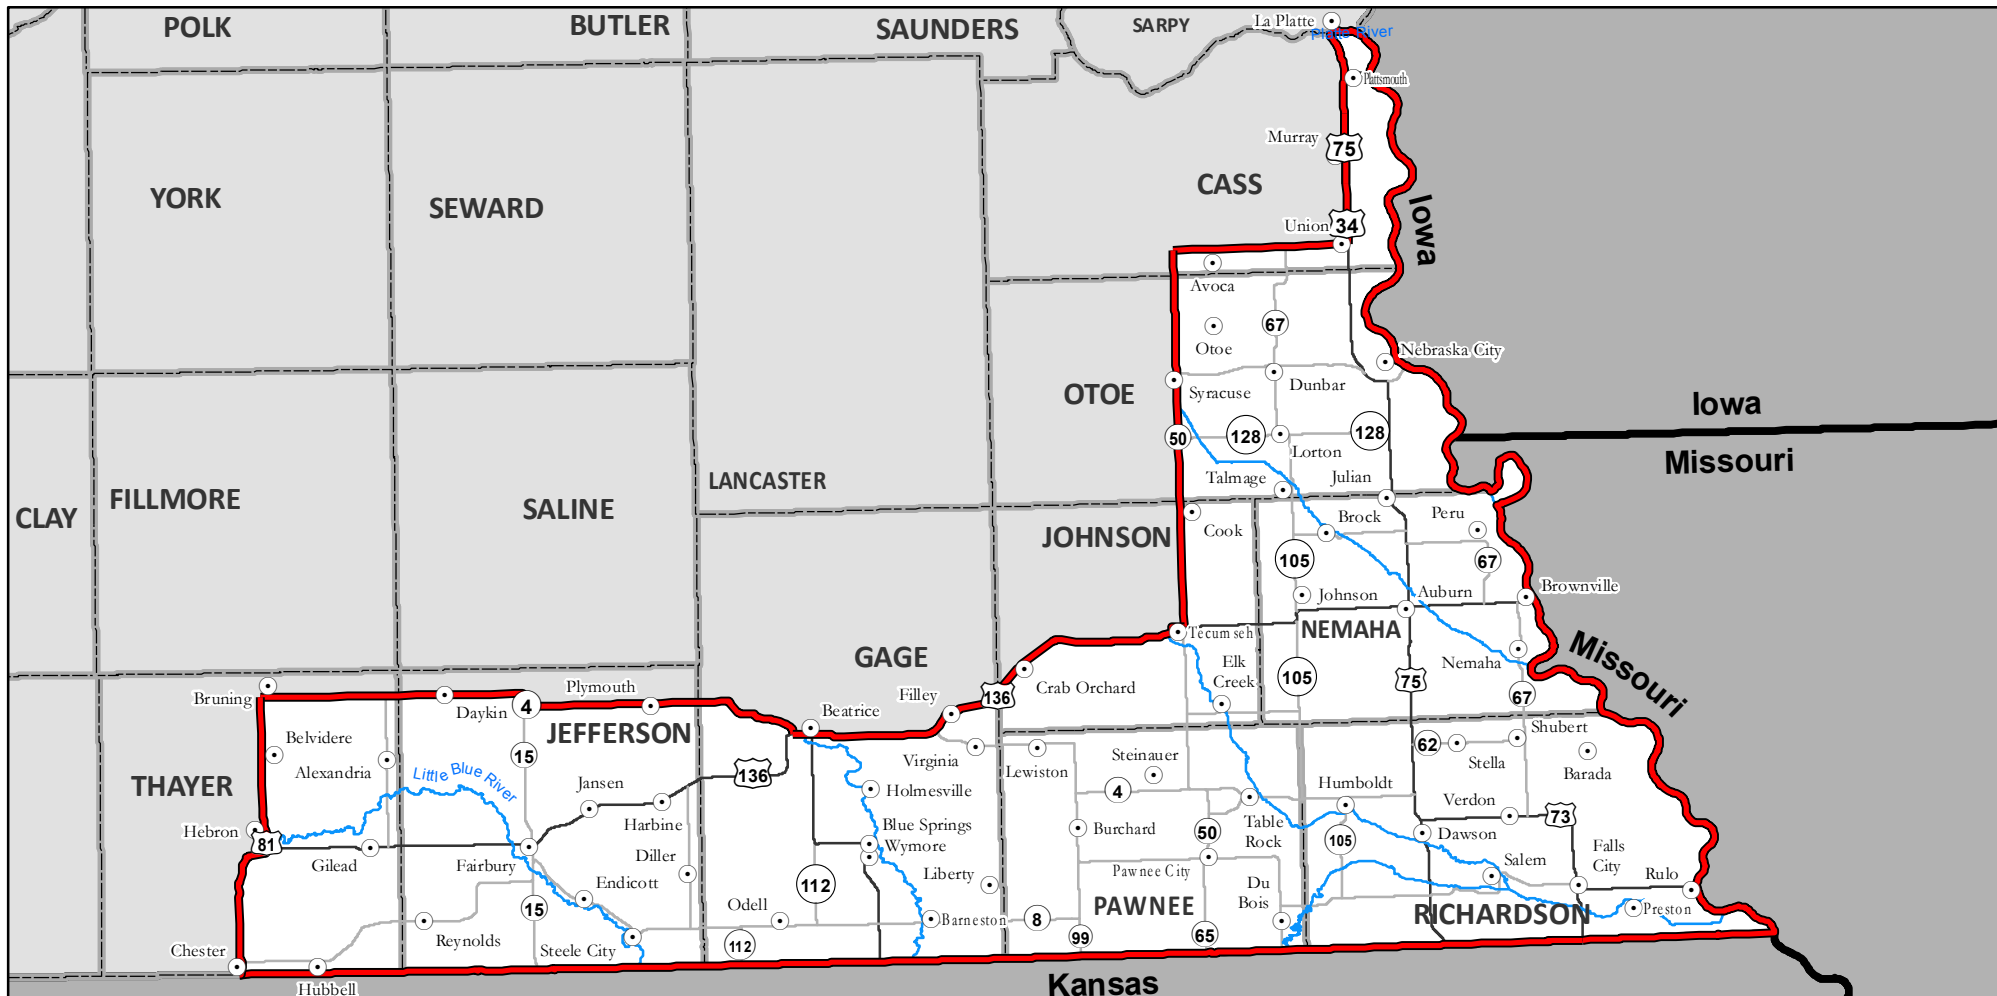 POLK
BUTLER
SAUNDERS
SARPY
La Platte
Platte River
Plattsmouth
Murray
75
CASS
YORK
SEWARD
Iowa
34
Union
Avoca
67
Otoe
Nebraska City
OTOE
Syracuse
Dunbar
Iowa
50
128
128
Missouri
Lorton
LANCASTER
Talmage
Julian
FILLMORE
CLAY
SALINE
JOHNSON
Cook
Brock
Peru
105
67
Johnson
Auburn
Brownville
Tecumseh
NEMAHA
GAGE
Elk
Creek
105
75
Nemaha
67
Missouri
Bruning
Daykin
4
Plymouth
Beatrice
Filley
136
Crab Orchard
JEFFERSON
Belvidere
Alexandria
15
Virginia
Lewiston
Steinauer
62
Stella
Shubert
Barada
THAYER
Little Blue River
Jansen
136
Holmesville
4
Humboldt
Verdon
73
Hebron
81
Gilead
Fairbury
Harbine
Diller
Blue Springs
Wymore
Burchard
50
Table
Rock
105
Dawson
Falls
City
Endicott
112
Liberty
Pawnee City
Du
Bois
Salem
Rulo
15
Odell
Barneston
8
PAWNEE
RICHARDSON
Preston
Reynolds
Steele City
112
99
65
Chester
Hubbell
Kansas